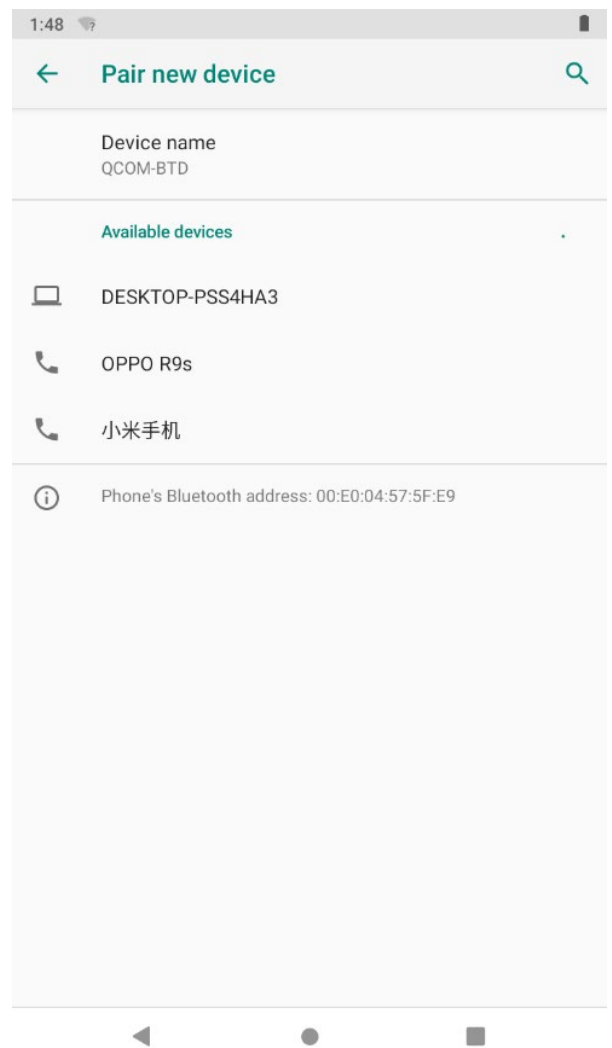 1:48
Pair new device
Device name
QCOM-BTD
Available devices
DESKTOP-PSS4HA3
OPPO R9s
小米手机
Phone's Bluetooth address: 00:E0:04:57:5F:E9